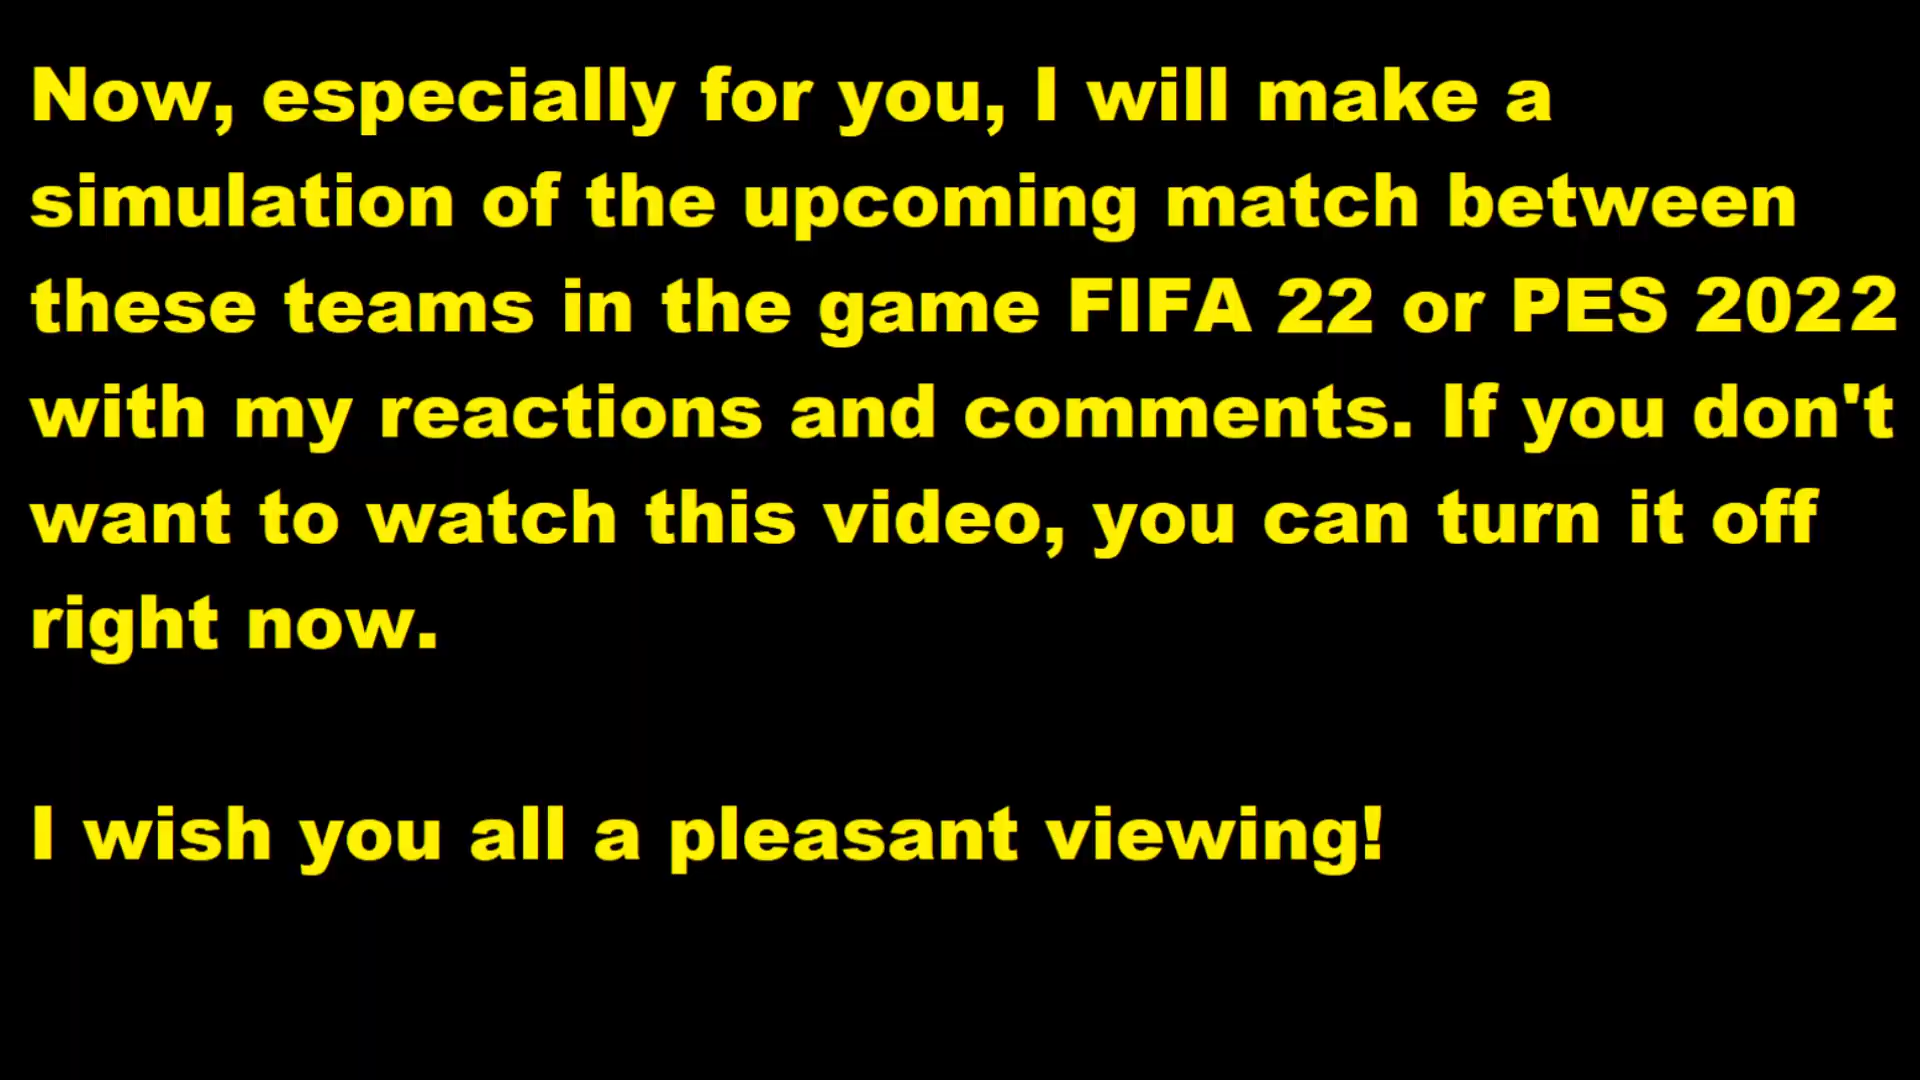 Now, especially for you, I will make a
simulation of the upcoming match between
these teams in the game FIFA 22 or PES 2022
with my reactions and comments. If you don't
want to watch this video, you can turn it off
right now.
I wish you all a pleasant viewing!